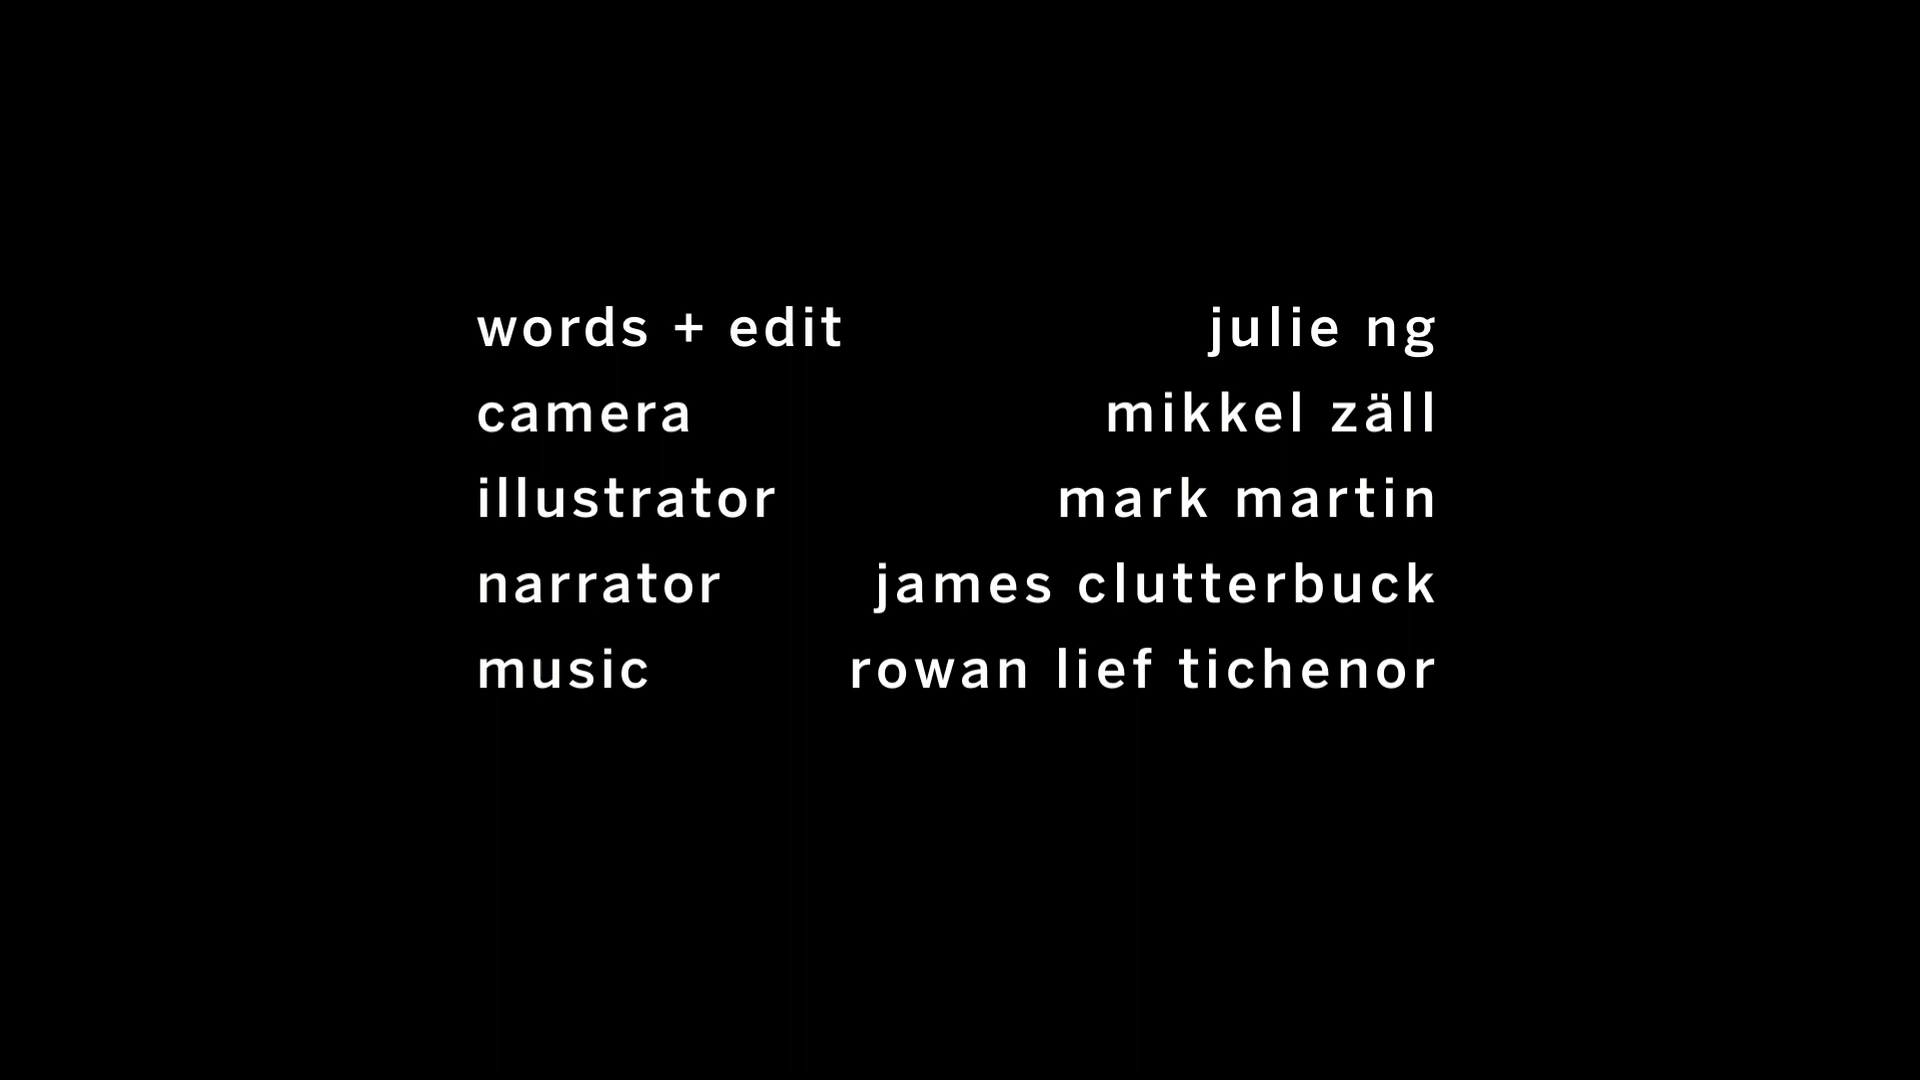 words + edit julie ng
camera mikkel zäll
illustrator mark martin
narrator james clutterbuck
music rowan lief tichenor